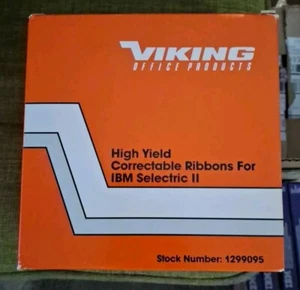 VIKING
OFFICE PRODUCTS
High Yield
Correctable Ribbons For
IBM Selectric II
Stock Number: 1299095